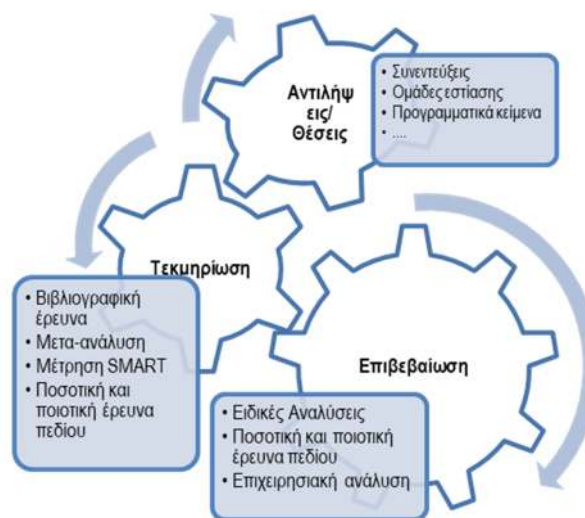 Αντιλήψ
εις/
Θέσεις
• Συνεντεύξεις
• Ομάδες εστίασης
• Προγραμματικά κείμενα
• ....
Τεκμηρίωση
• Βιβλιογραφική
έρευνα
• Μετα-ανάλυση
• Μέτρηση SMART
• Ποσοτική και
ποιοτική έρευνα
πεδίου
Επιβεβαίωση
• Ειδικές Αναλύσεις
• Ποσοτική και ποιοτική
έρευνα πεδίου
• Επιχειρησιακή ανάλυση